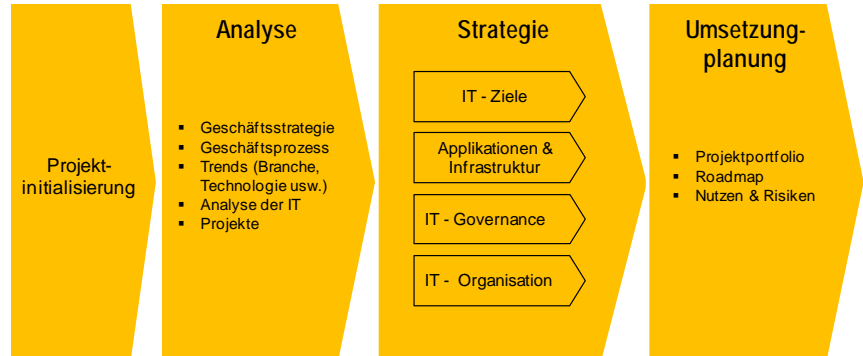 Projekt-
initialisierung
Analyse
▪ Geschäftsstrategie
▪ Geschäftsprozess
▪ Trends (Branche,
Technologie usw.)
▪ Analyse der IT
▪ Projekte
Strategie
IT - Ziele
Applikationen &
Infrastruktur
IT - Governance
IT - Organisation
Umsetzung-
planung
▪ Projektportfolio
▪ Roadmap
▪ Nutzen & Risiken